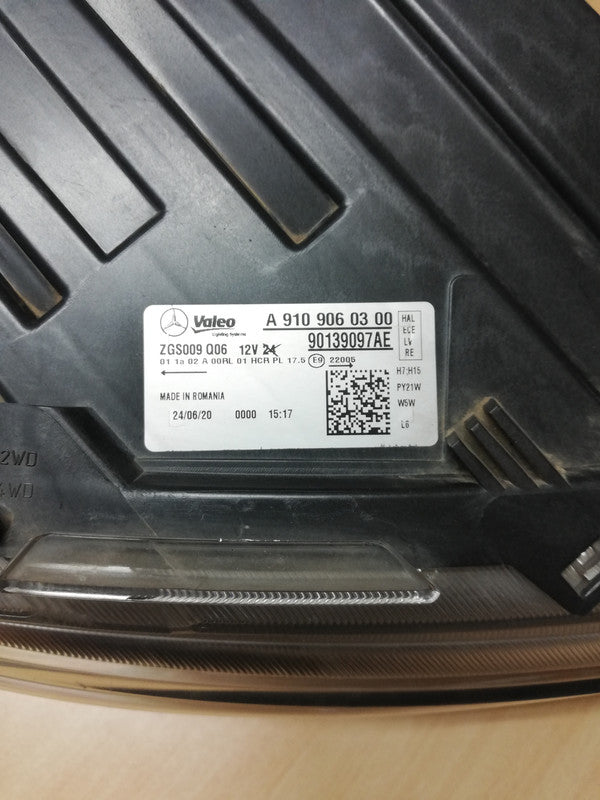 Valeo
Lighting Systems
A 910 906 03 00
90139097AE
ZGS009 Q06 12V 24
01 1a 02 A 00RL 01 HCR PL 17.5 E9 22005
MADE IN ROMANIA
24/06/20 0000 15:17
HAL
ECE
LV
RE
H7;H15
PY21W
W5W
L6
2WD
4WD